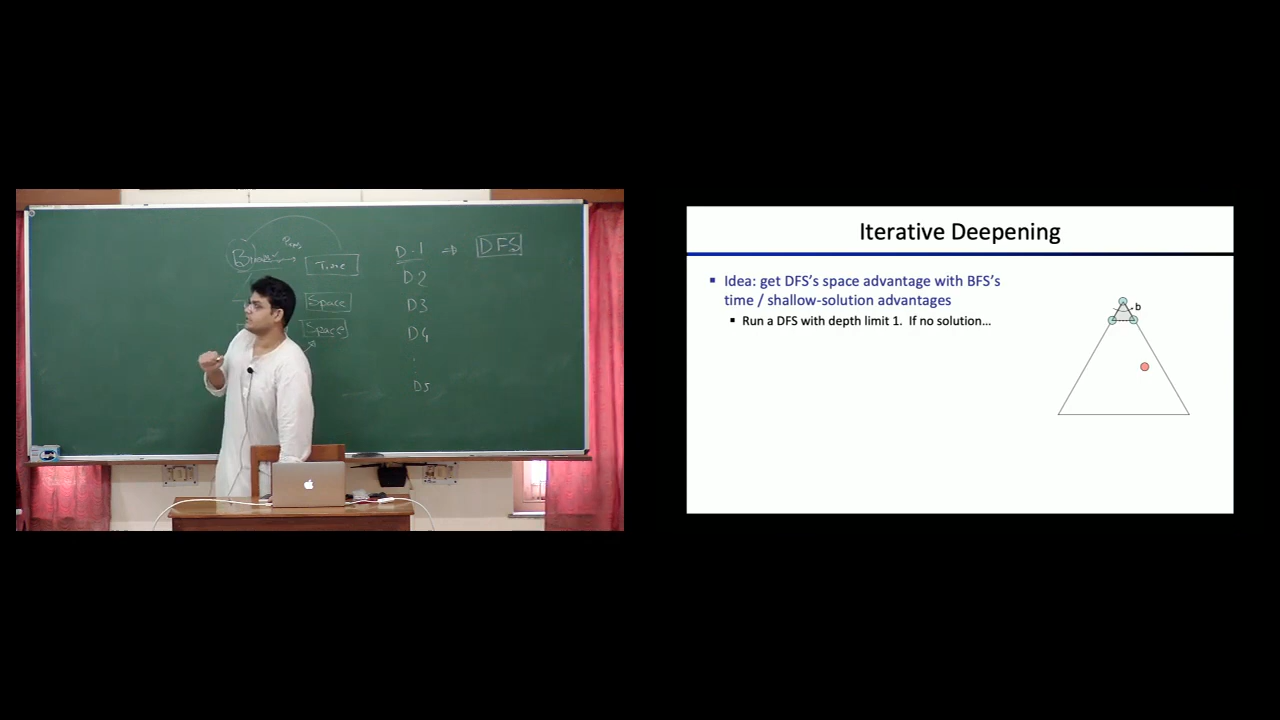 Time
D-1 ⇒ DFS
D2
Space
D3
Space
D4
D5
Iterative Deepening
▪ Idea: get DFS's space advantage with BFS's
time / shallow-solution advantages
▪ Run a DFS with depth limit 1. If no solution...
b